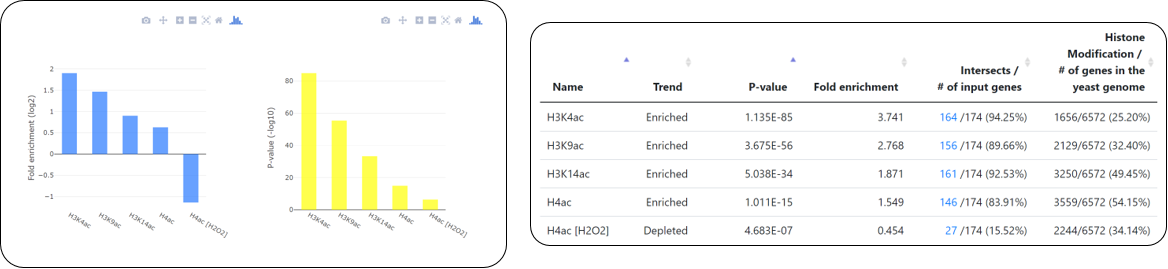 Fold enrichment (log2)
2
1.5
1
0.5
0
−0.5
−1
H3K4ac
H3K9ac
H3K14ac
H4ac
H4ac [H2O2]
P-value (-log10)
80
60
40
20
0
H3K4ac
H3K9ac
H3K14ac
H4ac
H4ac [H2O2]
Name Trend P-value Fold enrichment Intersects / # of input genes Histone Modification / # of genes in the yeast genome
H3K4ac Enriched 1.135E-85 3.741 164 /174 (94.25%) 1656/6572 (25.20%)
H3K9ac Enriched 3.675E-56 2.768 156 /174 (89.66%) 2129/6572 (32.40%)
H3K14ac Enriched 5.038E-34 1.871 161 /174 (92.53%) 3250/6572 (49.45%)
H4ac Enriched 1.011E-15 1.549 146 /174 (83.91%) 3559/6572 (54.15%)
H4ac [H2O2] Depleted 4.683E-07 0.454 27 /174 (15.52%) 2244/6572 (34.14%)